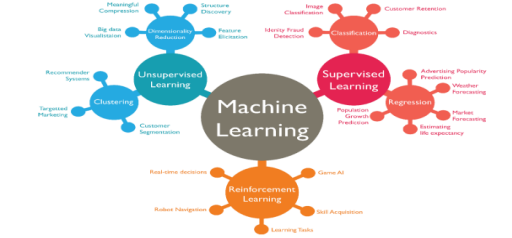 Meaningful
Compression
Structure
Discovery
Image
Classification
Customer Retention
Big data
Visualistion
Dimensionality
Reduction
Feature
Elicitation
Idenity Fraud
Detection
Classification
Diagnostics
Recommender
Systems
Unsupervised
Learning
Supervised
Learning
Advertising Popularity
Prediction
Weather
Forecasting
Clustering
Regression
Targetted
Marketing
Customer
Segmentation
Machine
Learning
Population
Growth
Prediction
Market
Forecasting
Estimating
life expectancy
Real-time decisions
Game AI
Reinforcement
Learning
Robot Navigation
Skill Acquisition
Learning Tasks